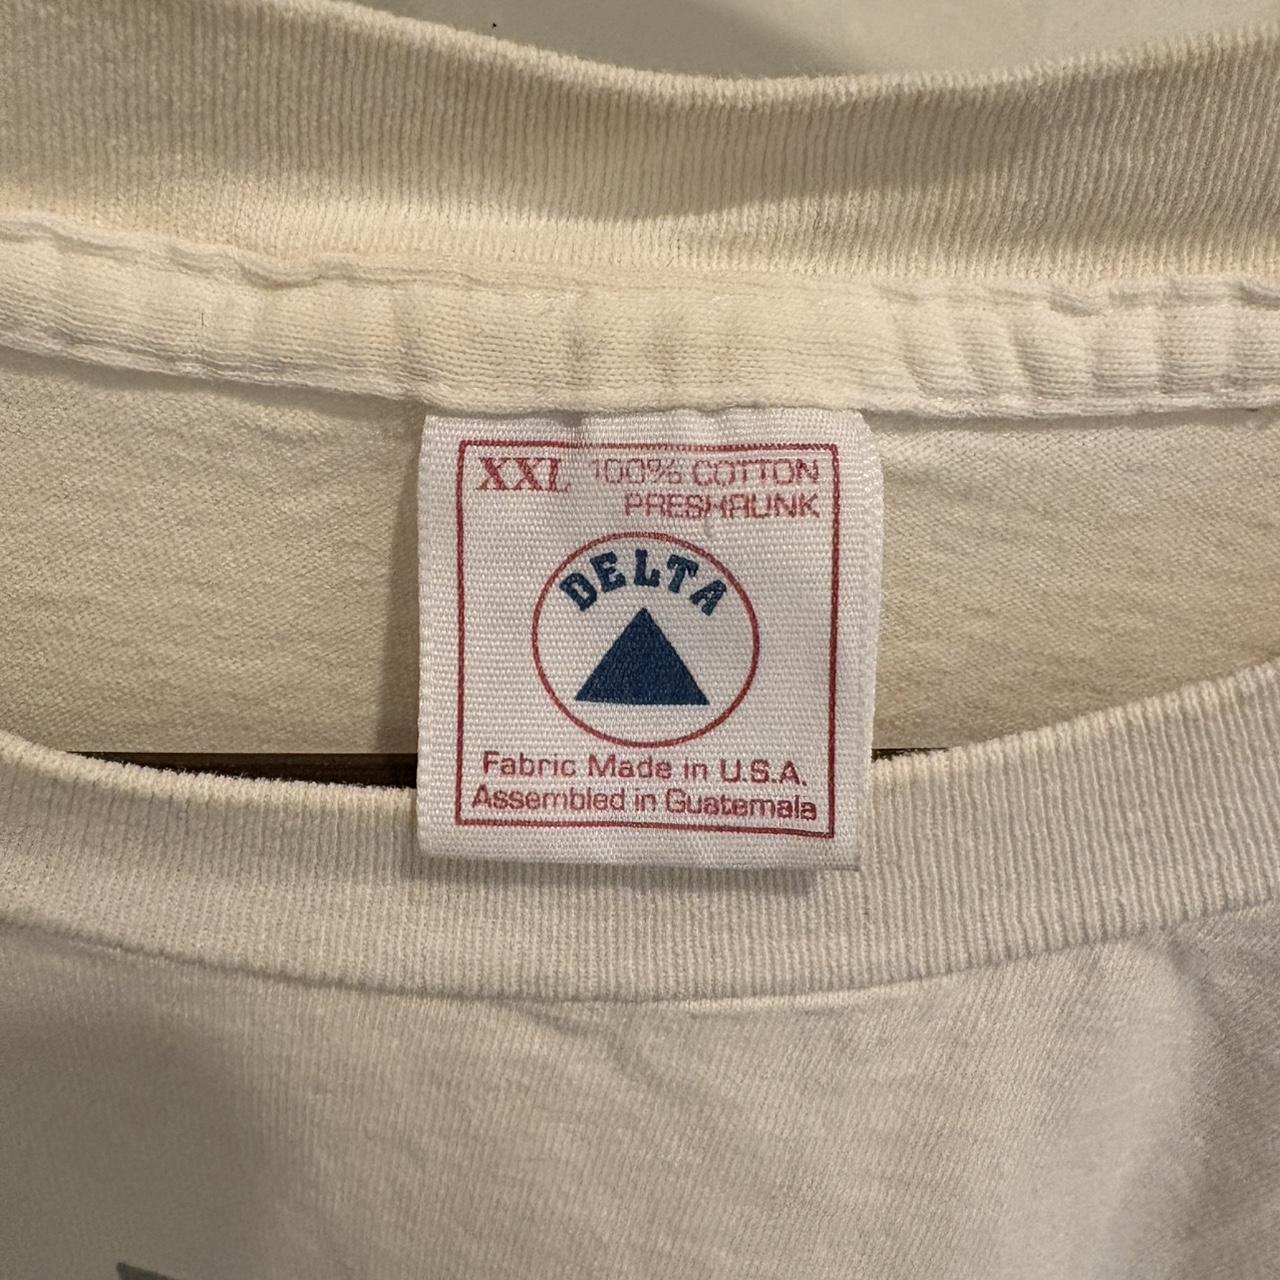 XXL 100% COTTON
PRESHRUNK
DELTA
Fabric Made in U.S.A.
Assembled in Guatemala